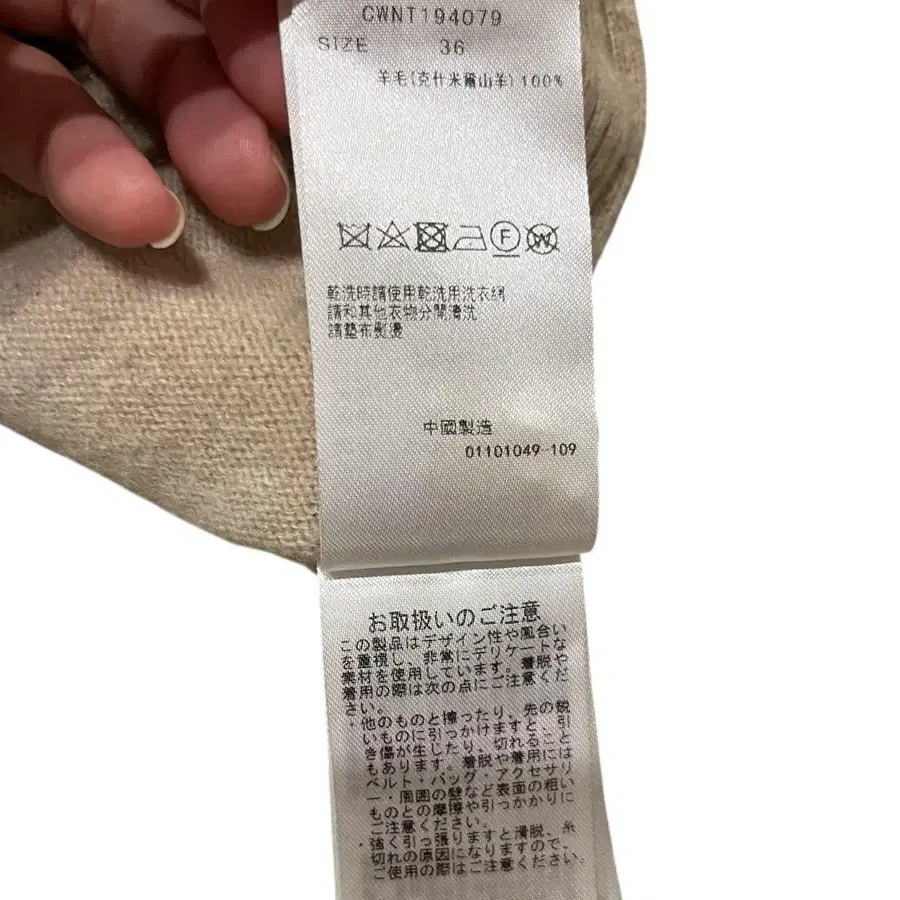 CWNT194079
SIZE 36
羊毛(克什米爾山羊)100%
F W
乾洗時請使用乾洗用洗衣網
請和其他衣物分開清洗
請墊布熨燙
中國製造
01101049-109
お取扱いのご注意
この製品はデザイン性や風合い
を重視し、非常にデリケートな
素材を使用しています。着脱や
着用の際は次の点にご注意くだ
さい。
・他のものと擦ったり、先の鋭
いものに引っかけますと、引
き傷が生じたり、切れること
もあります。着脱や着用には
ベルト・バッグ・アクセサリ
ー・周囲の壁など表面の粗い
ものとの摩擦や引っかかりに
ご注意ください。
・強く引っ張りますと滑脱、糸
切れの原因になりますので、
ご使用の際はご注意ください。